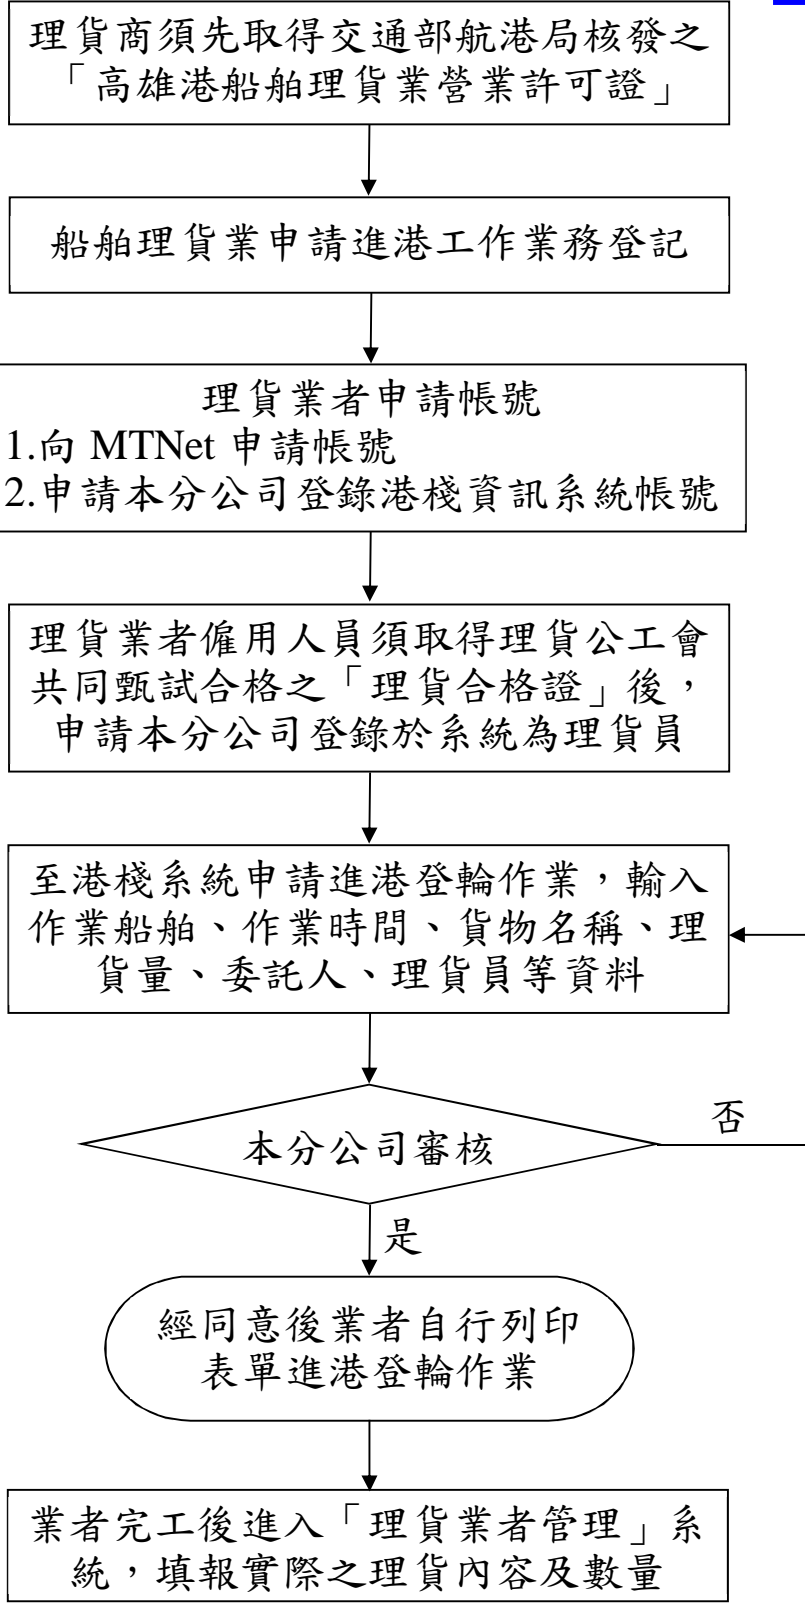 理貨商須先取得交通部航港局核發之
「高雄港船舶理貨業營業許可證」
船舶理貨業申請進港工作業務登記
理貨業者申請帳號
1.向 MTNet 申請帳號
2.申請本分公司登錄港棧資訊系統帳號
理貨業者僱用人員須取得理貨公工會
共同甄試合格之「理貨合格證」後，
申請本分公司登錄於系統為理貨員
至港棧系統申請進港登輪作業，輸入
作業船舶、作業時間、貨物名稱、理
貨量、委託人、理貨員等資料
本分公司審核
否
是
經同意後業者自行列印
表單進港登輪作業
業者完工後進入「理貨業者管理」系
統，填報實際之理貨內容及數量